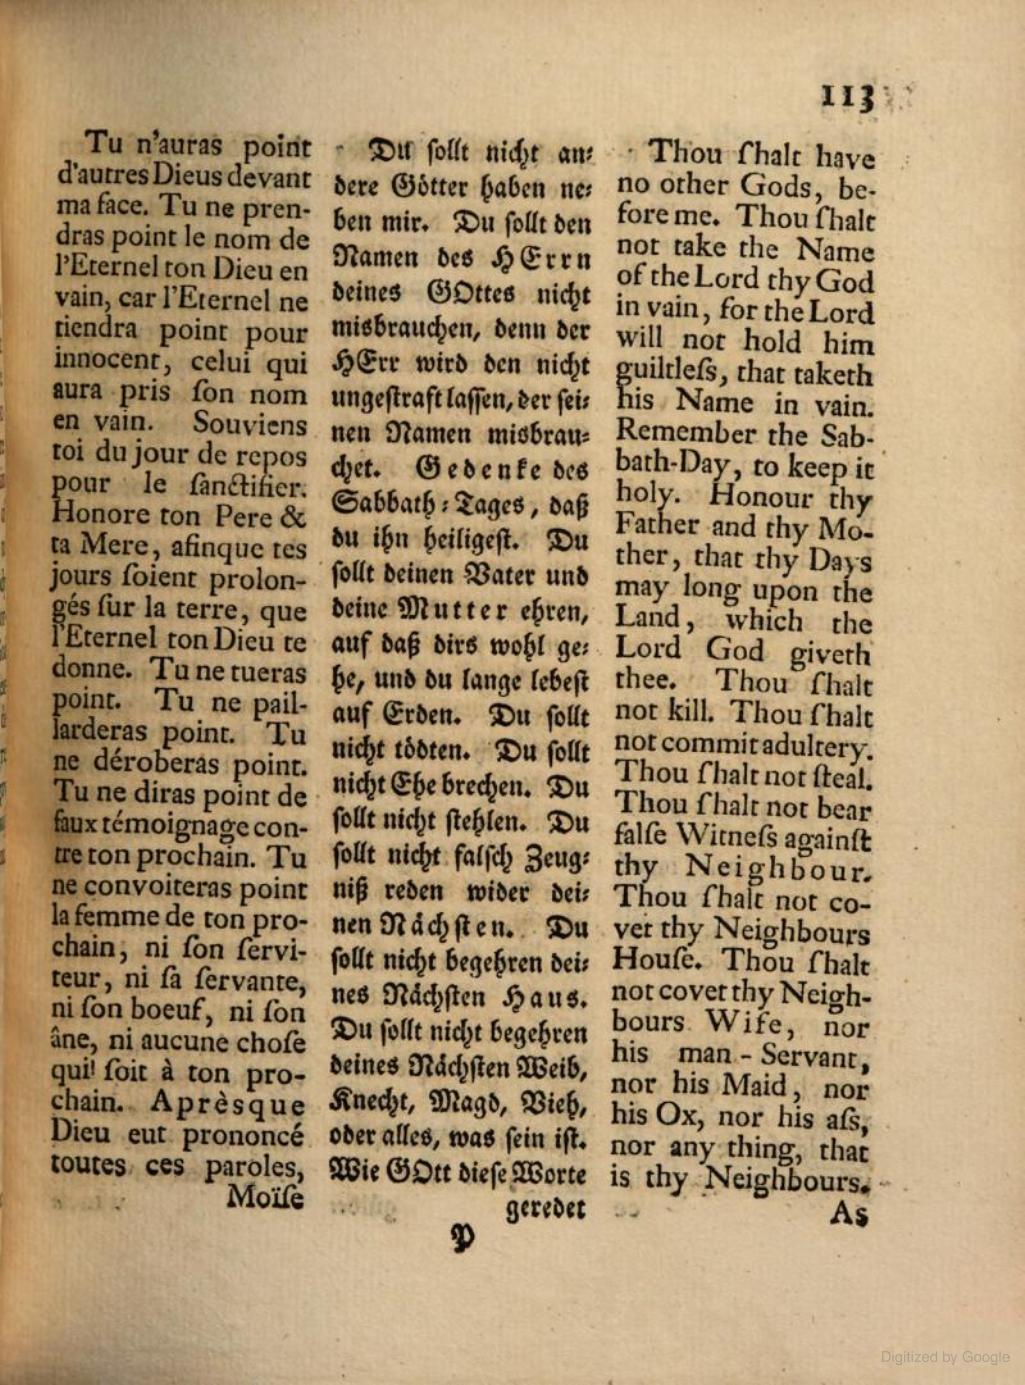 113
Tu n'auras point
d'autres Dieus devant
ma face. Tu ne pren-
dras point le nom de
l'Eternel ton Dieu en
vain, car l'Eternel ne
tiendra point pour
innocent, celui qui
aura pris ſon nom
en vain. Souviens
toi du jour de repos
pour le ſanctifier.
Honore ton Pere &
ta Mere, afinque tes
jours ſoient prolon-
gés ſur la terre, que
l'Eternel ton Dieu te
donne. Tu ne tueras
point. Tu ne pail-
larderas point. Tu
ne déroberas point.
Tu ne diras point de
faux témoignage con-
tre ton prochain. Tu
ne convoiteras point
la femme de ton pro-
chain, ni ſon ſervi-
teur, ni ſa ſervante,
ni ſon boeuf, ni ſon
âne, ni aucune choſe
qui ſoit à ton pro-
chain. Aprèsque
Dieu eut prononcé
toutes ces paroles,
Moïſe
Du ſollt nicht an⸗
dere Götter haben ne⸗
ben mir. Du ſollt den
Namen des HErrn
deines GOttes nicht
misbrauchen, denn der
HErr wird den nicht
ungeſtraft laſſen, der ſei⸗
nen Namen misbrau⸗
chet. Gedenke des
Sabbath⸗Tages, daß
du ihn heiligeſt. Du
ſollt deinen Vater und
deine Mutter ehren,
auf daß dirs wohl ge⸗
he, und du lange lebeſt
auf Erden. Du ſollt
nicht tödten. Du ſollt
nicht Ehe brechen. Du
ſollt nicht ſtehlen. Du
ſollt nicht falſch Zeug⸗
niß reden wider dei⸗
nen Nächſten. Du
ſollt nicht begehren dei⸗
nes Nächſten Haus.
Du ſollt nicht begehren
deines Nächſten Weib,
Knecht, Magd, Vieh,
oder alles, was ſein iſt.
Wie GOtt dieſe Worte
geredet
P
Thou ſhalt have
no other Gods, be-
fore me. Thou ſhalt
not take the Name
of the Lord thy God
in vain, for the Lord
will not hold him
guiltleſs, that taketh
his Name in vain.
Remember the Sab-
bath-Day, to keep it
holy. Honour thy
Father and thy Mo-
ther, that thy Days
may long upon the
Land, which the
Lord God giveth
thee. Thou ſhalt
not kill. Thou ſhalt
not commit adultery.
Thou ſhalt not ſteal.
Thou ſhalt not bear
falſe Witneſs againſt
thy Neighbour.
Thou ſhalt not co-
vet thy Neighbours
Houſe. Thou ſhalt
not covet thy Neigh-
bours Wife, nor
his man-Servant,
nor his Maid, nor
his Ox, nor his aſs,
nor any thing, that
is thy Neighbours.
As
Digitized by Google